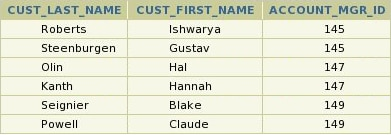 CUST_LAST_NAME CUST_FIRST_NAME ACCOUNT_MGR_ID
Roberts Ishwarya 145
Steenburgen Gustav 145
Olin Hal 147
Kanth Hannah 147
Seignier Blake 149
Powell Claude 149